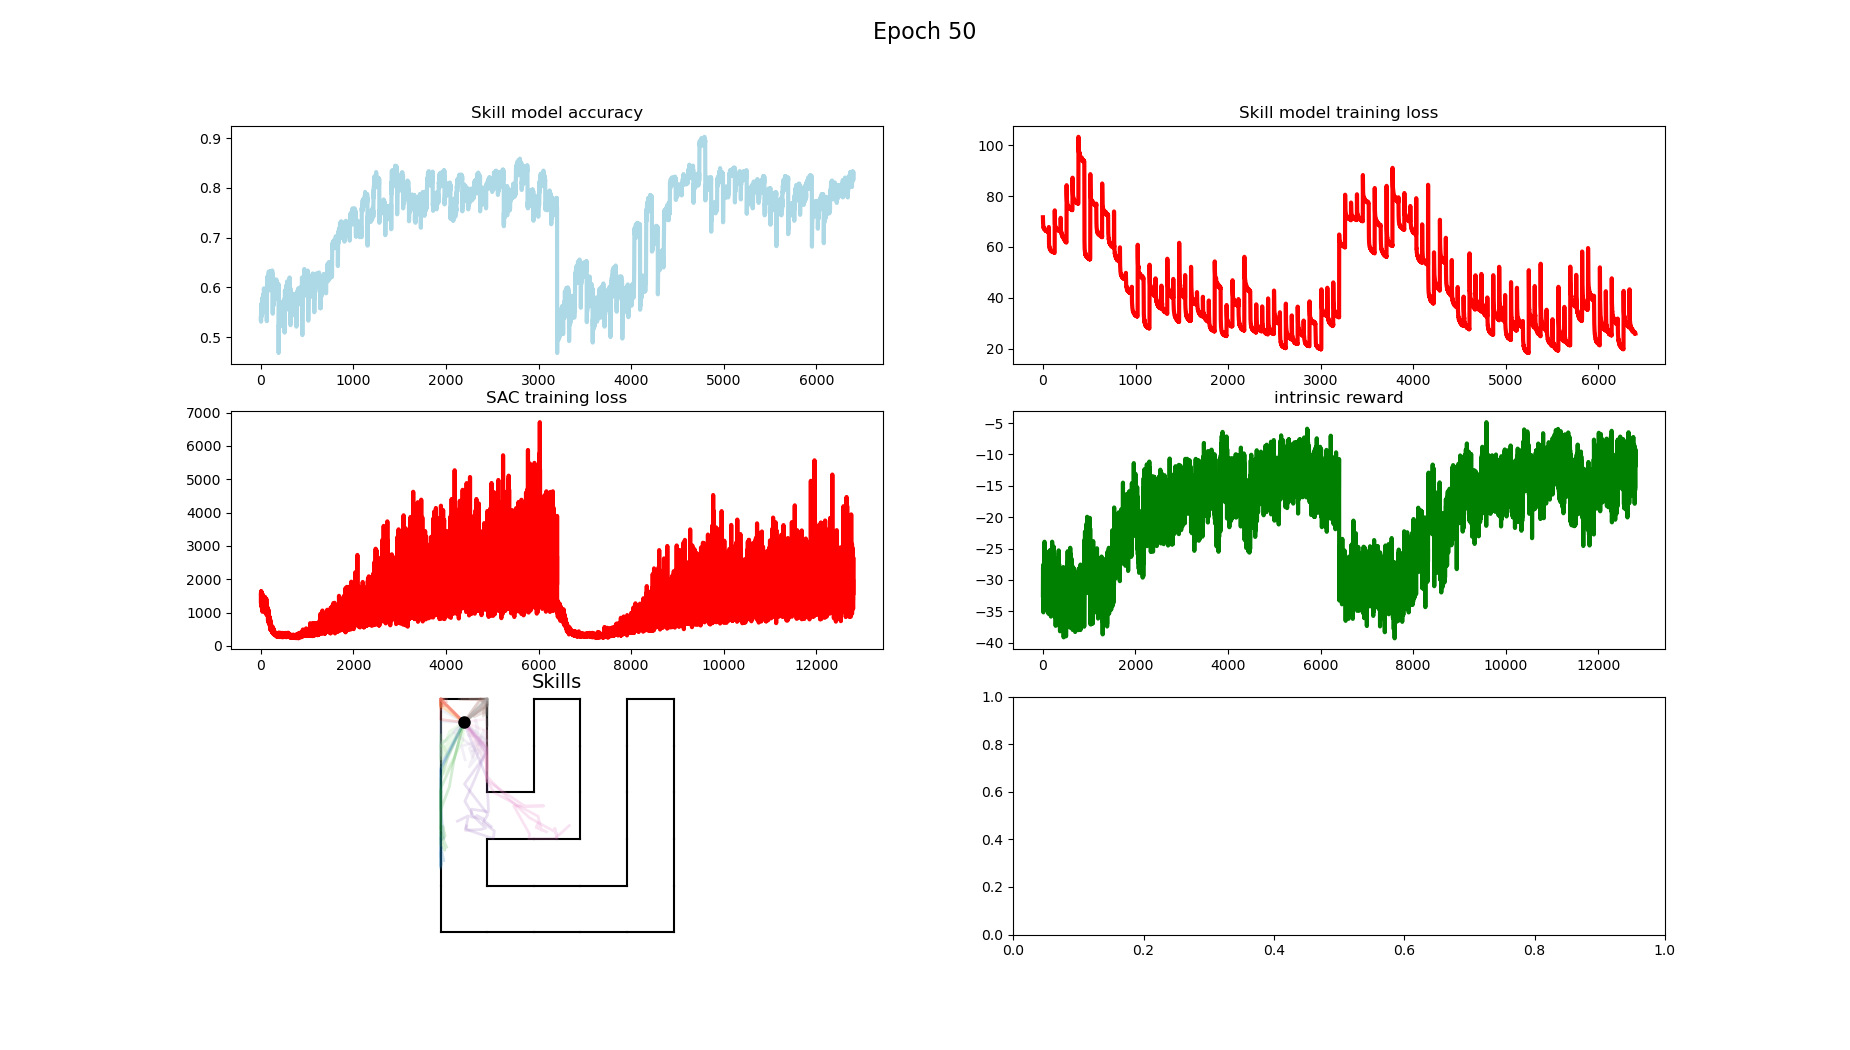 Epoch 50
Skill model accuracy
0.9
0.8
0.7
0.6
0.5
0 1000 2000 3000 4000 5000 6000
Skill model training loss
100
80
60
40
20
0 1000 2000 3000 4000 5000 6000
SAC training loss
7000
6000
5000
4000
3000
2000
1000
0
0 2000 4000 6000 8000 10000 12000
intrinsic reward
−5
−10
−15
−20
−25
−30
−35
−40
0 2000 4000 6000 8000 10000 12000
Skills
1.0
0.8
0.6
0.4
0.2
0.0
0.0 0.2 0.4 0.6 0.8 1.0